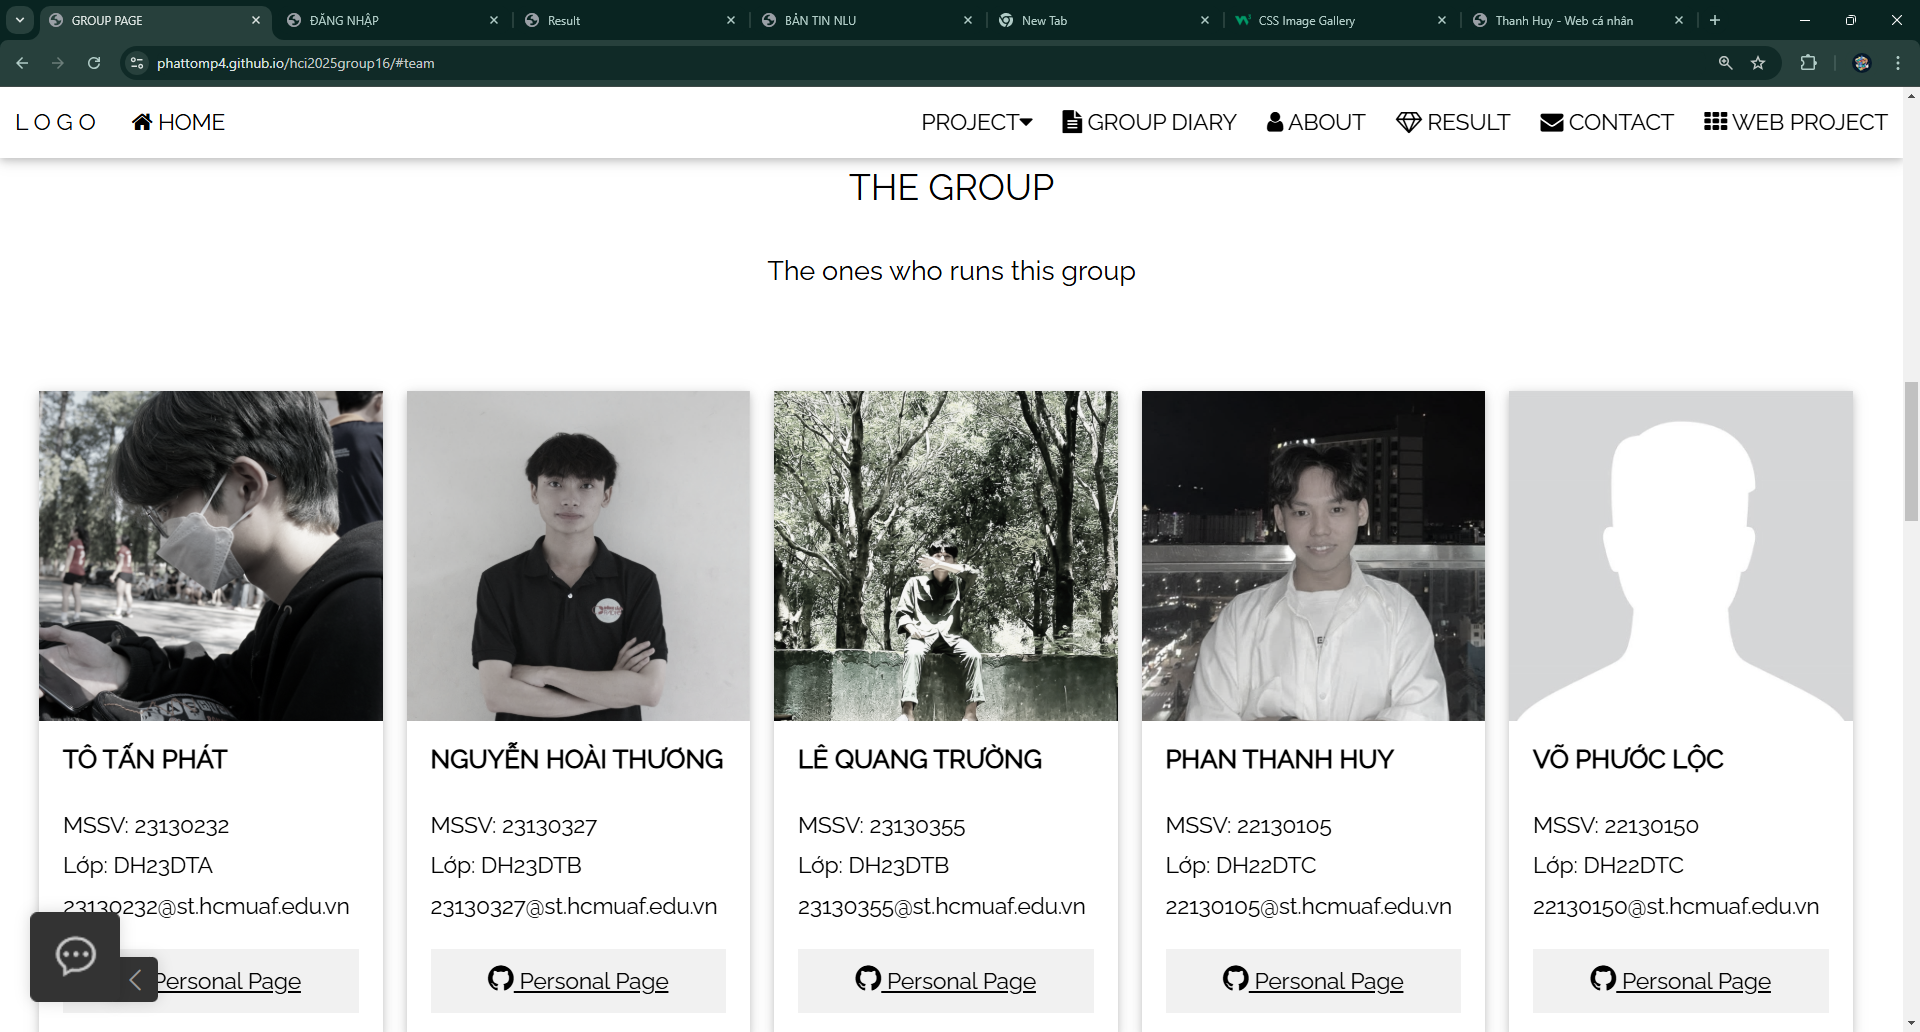 GROUP PAGE
ĐĂNG NHẬP
Result
BẢN TIN NLU
New Tab
CSS Image Gallery
Thanh Huy - Web cá nhân
phattomp4.github.io/hci2025group16/#team
LOGO
HOME
PROJECT
GROUP DIARY
ABOUT
RESULT
CONTACT
WEB PROJECT
THE GROUP
The ones who runs this group
TÔ TẤN PHÁT
MSSV: 23130232
Lớp: DH23DTA
23130232@st.hcmuaf.edu.vn
Personal Page
NGUYỄN HOÀI THƯƠNG
MSSV: 23130327
Lớp: DH23DTB
23130327@st.hcmuaf.edu.vn
Personal Page
LÊ QUANG TRƯỜNG
MSSV: 23130355
Lớp: DH23DTB
23130355@st.hcmuaf.edu.vn
Personal Page
PHAN THANH HUY
MSSV: 22130105
Lớp: DH22DTC
22130105@st.hcmuaf.edu.vn
Personal Page
VÕ PHƯỚC LỘC
MSSV: 22130150
Lớp: DH22DTC
22130150@st.hcmuaf.edu.vn
Personal Page